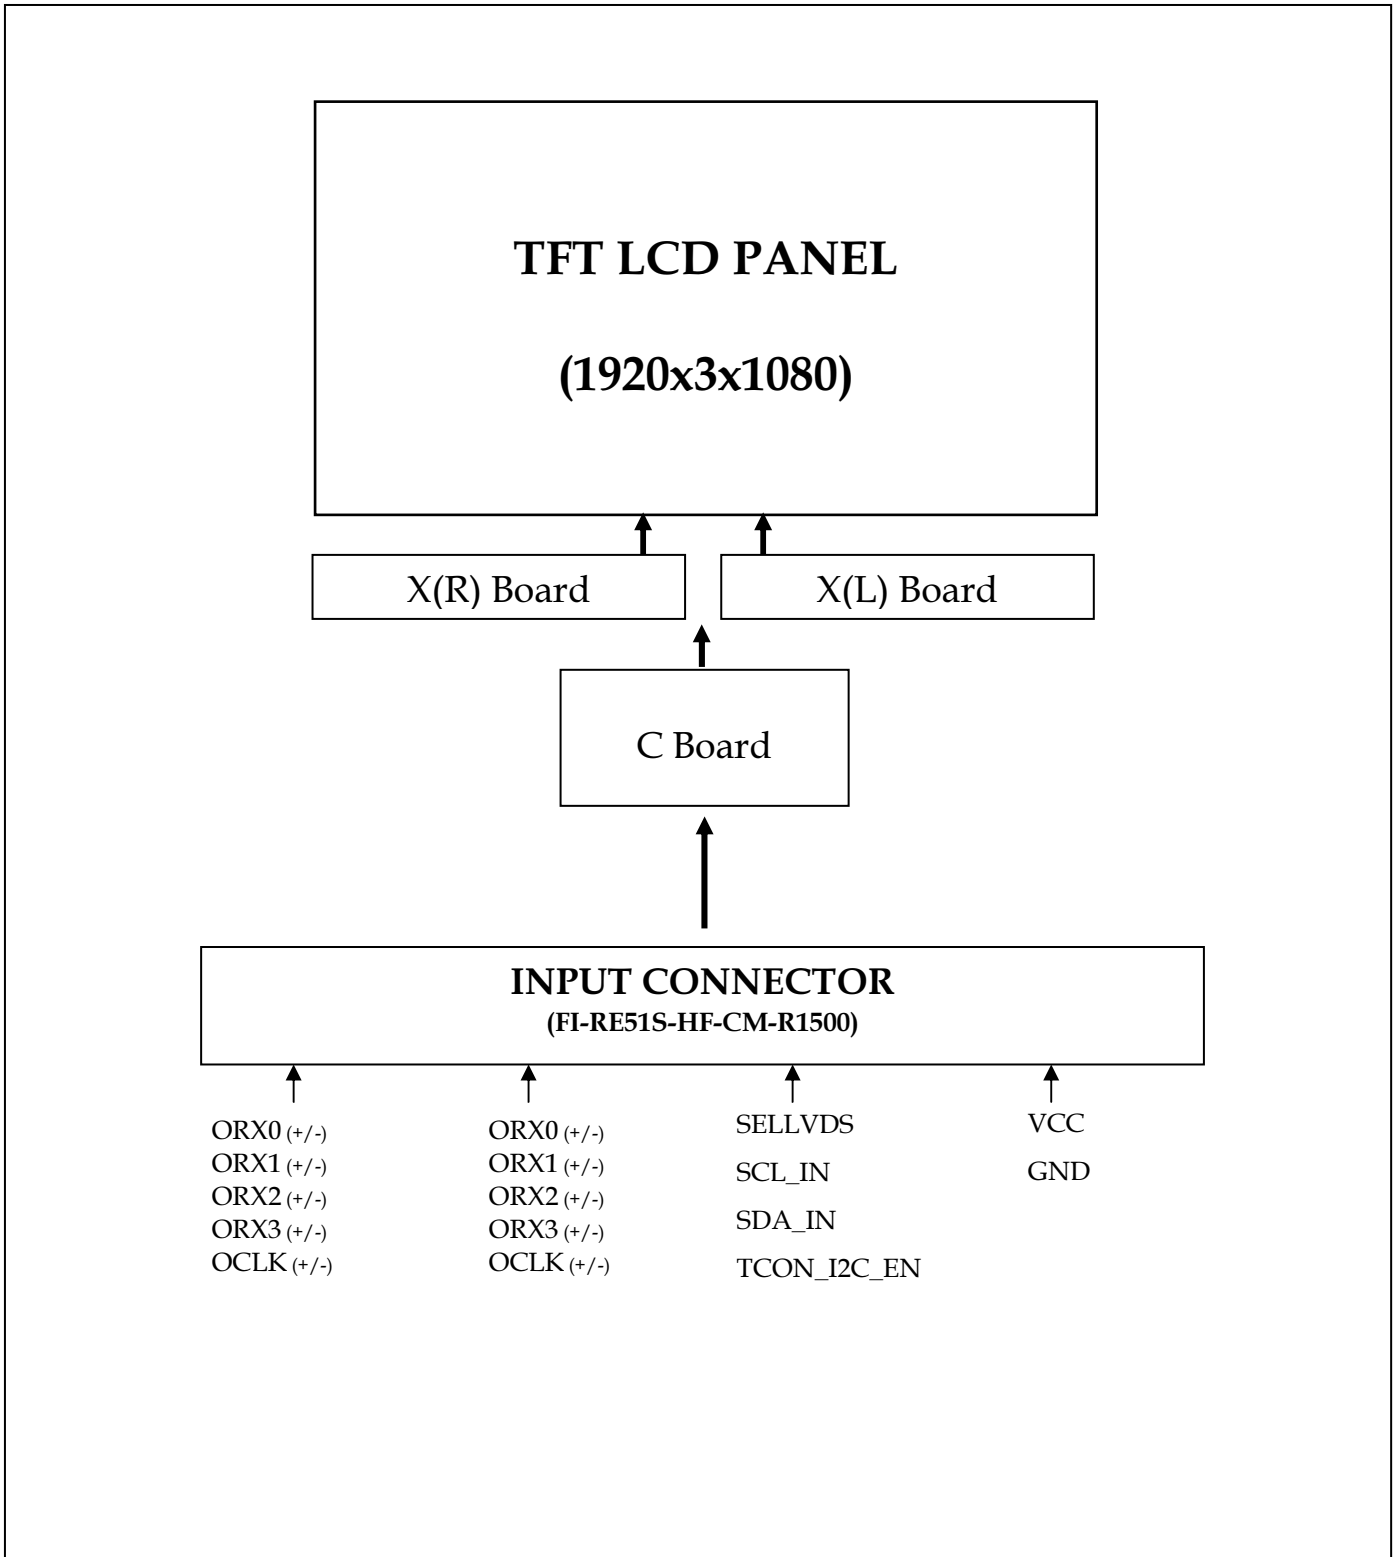 TFT LCD PANEL
(1920x3x1080)
X(R) Board
X(L) Board
C Board
INPUT CONNECTOR
(FI-RE51S-HF-CM-R1500)
ORX0 (+/-)
ORX1 (+/-)
ORX2 (+/-)
ORX3 (+/-)
OCLK (+/-)
ORX0 (+/-)
ORX1 (+/-)
ORX2 (+/-)
ORX3 (+/-)
OCLK (+/-)
SELLVDS
SCL_IN
SDA_IN
TCON_I2C_EN
VCC
GND